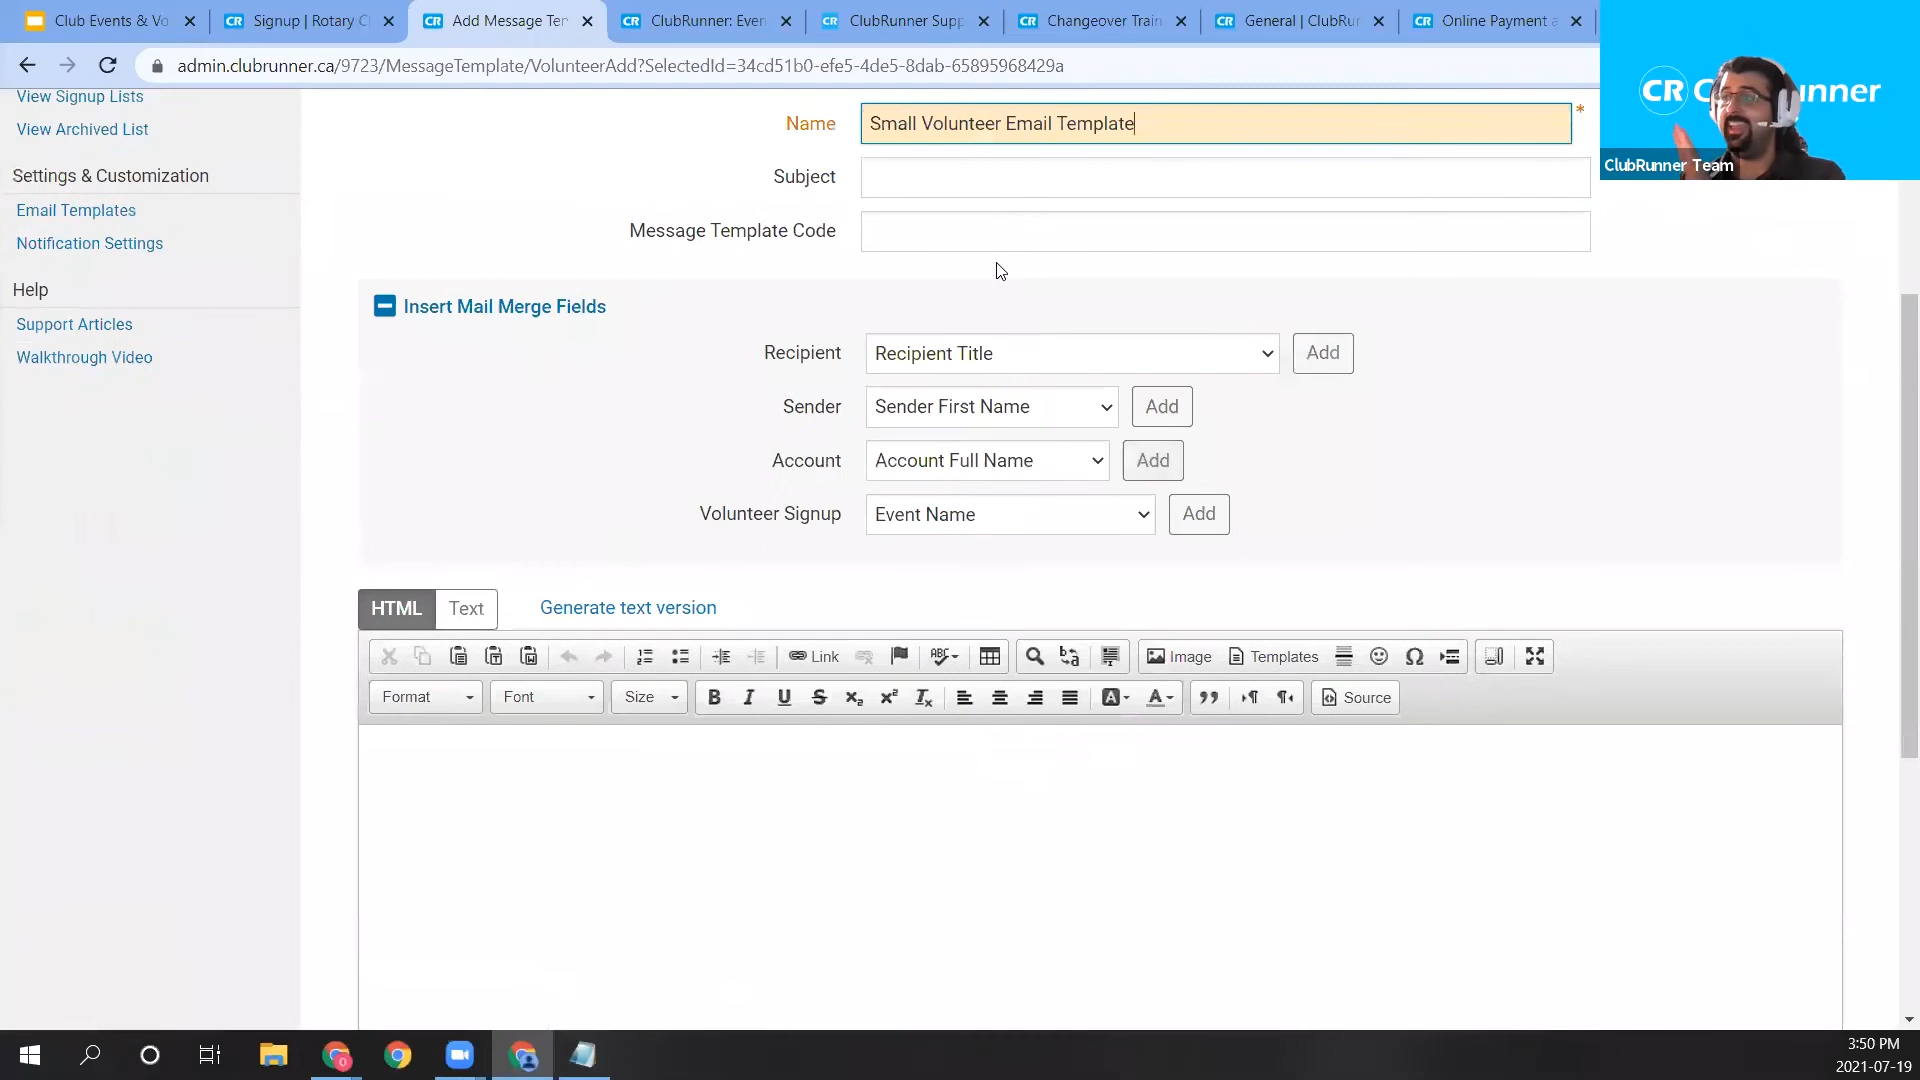 Club Events & Vo
Signup | Rotary C
Add Message Ten
ClubRunner: Even
ClubRunner Supp
Changeover Train
General | ClubRun
Online Payment a
admin.clubrunner.ca/9723/MessageTemplate/VolunteerAdd?SelectedId=34cd51b0-efe5-4de5-8dab-65895968429a
CR C unner
ClubRunner Team
View Signup Lists
View Archived List
Settings & Customization
Email Templates
Notification Settings
Help
Support Articles
Walkthrough Video
Name Small Volunteer Email Template *
Subject
Message Template Code
Insert Mail Merge Fields
Recipient Recipient Title Add
Sender Sender First Name Add
Account Account Full Name Add
Volunteer Signup Event Name Add
HTML Text Generate text version
Link Image Templates
Format Font Size Source
3:50 PM
2021-07-19